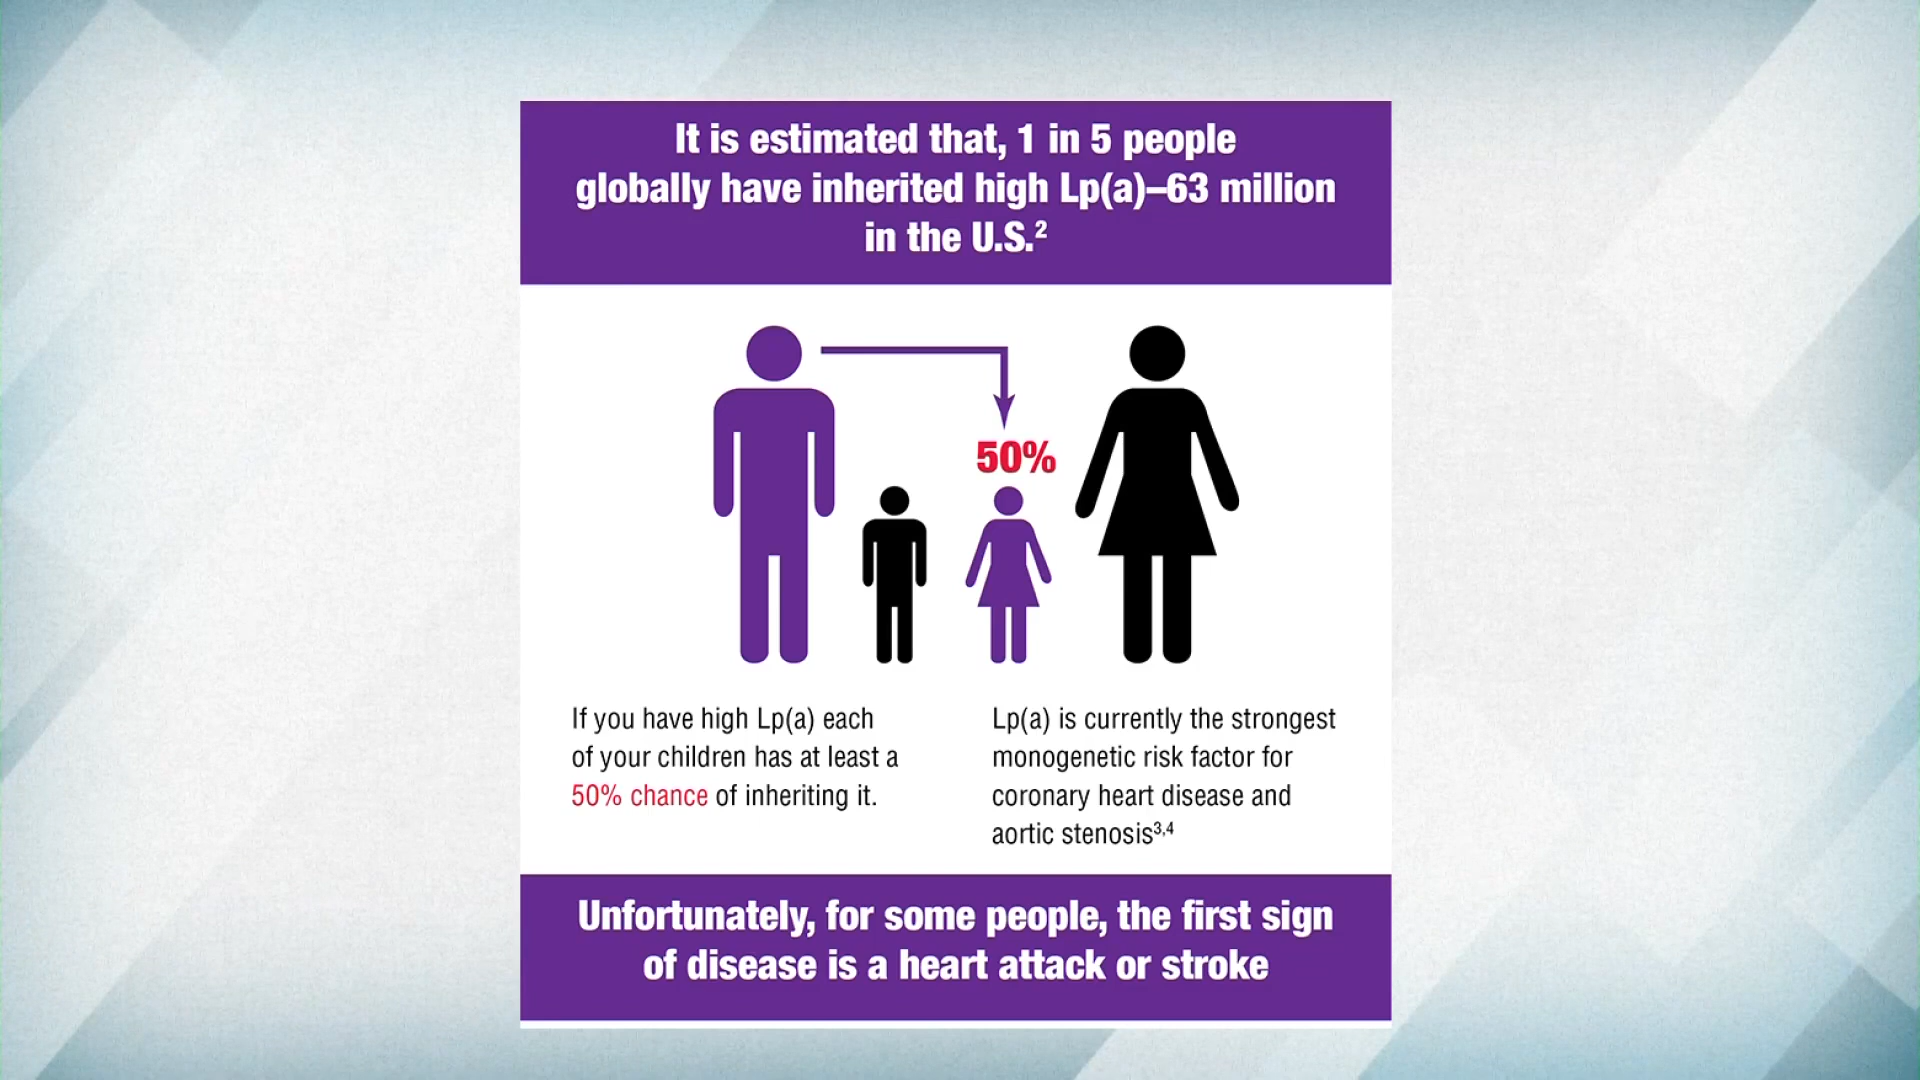 It is estimated that, 1 in 5 people
globally have inherited high Lp(a)–63 million
in the U.S.²
50%
If you have high Lp(a) each
of your children has at least a
50% chance of inheriting it.
Lp(a) is currently the strongest
monogenetic risk factor for
coronary heart disease and
aortic stenosis³,⁴
Unfortunately, for some people, the first sign
of disease is a heart attack or stroke